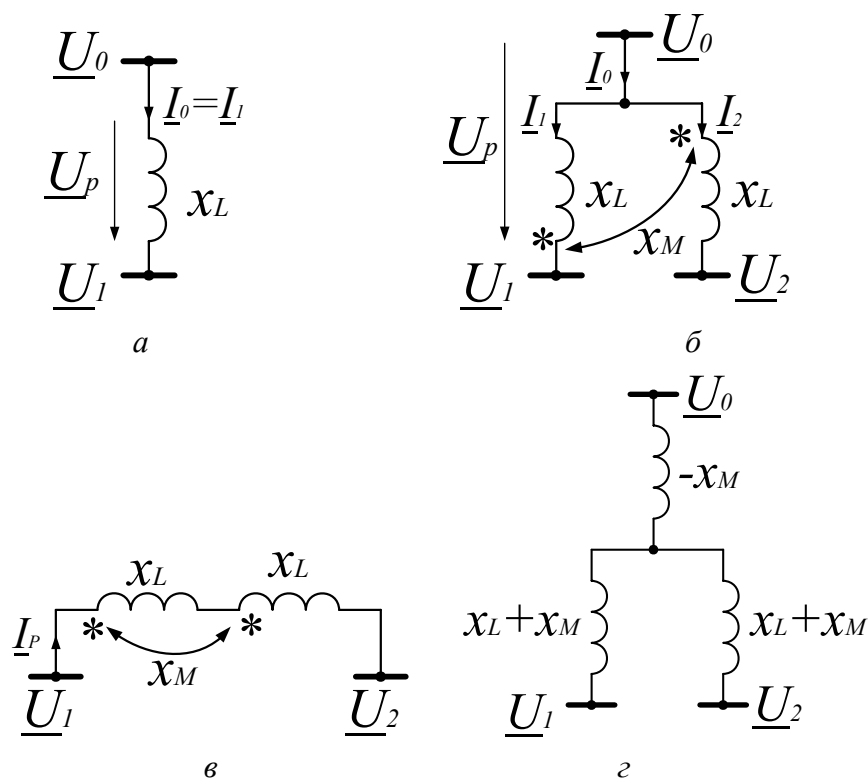 U0
U0
I0=I1
I0
Up
xL
Up
I1
I2
*
xL
xL
*
xM
U1
U1
U2
а
б
U0
-xM
xL
xL
xL+xM
xL+xM
IP
*
*
xM
U1
U2
U1
U2
в
г